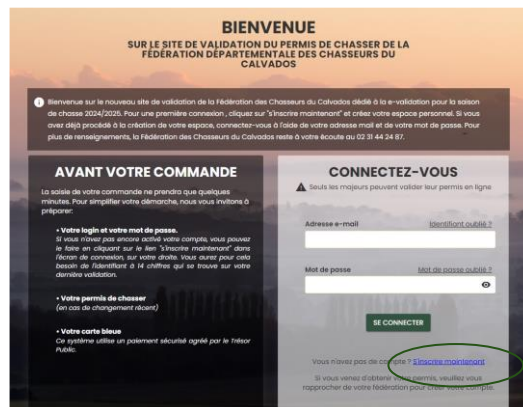 BIENVENUE
SUR LE SITE DE VALIDATION DU PERMIS DE CHASSER DE LA
FÉDÉRATION DÉPARTEMENTALE DES CHASSEURS DU
CALVADOS
Bienvenue sur le nouveau site de validation de la Fédération des Chasseurs du Calvados dédié à la e-validation pour la saison
de chasse 2024/2025. Pour une première connexion, cliquez sur "s'inscrire maintenant" et créez votre espace personnel. Si vous
avez déjà procédé à la création de votre espace, connectez-vous à l'aide de votre adresse mail et de votre mot de passe. Pour
plus de renseignements, la Fédération des Chasseurs du Calvados reste à votre écoute au 02 31 44 24 87.
AVANT VOTRE COMMANDE
La saisie de votre commande ne prendra que quelques
minutes. Pour simplifier votre démarche, nous vous invitons à
préparer:
• Votre login et votre mot de passe.
Si vous n'avez pas encore activé votre compte, vous pouvez
le faire en cliquant sur le lien "s'inscrire maintenant" dans
l'écran de connexion, sur votre droite. Vous aurez pour cela
besoin de l'identifiant à 14 chiffres qui se trouve sur votre
dernière validation.
• Votre permis de chasser
(en cas de changement récent)
• Votre carte bleue
Ce système utilise un paiement sécurisé agréé par le Trésor
Public.
CONNECTEZ-VOUS
Seuls les majeurs peuvent valider leur permis en ligne
Adresse e-mail Identifiant oublié ?
Mot de passe Mot de passe oublié ?
SE CONNECTER
Vous n'avez pas de compte ? S'inscrire maintenant
Si vous venez d'obtenir votre permis, veuillez vous
rapprocher de votre fédération pour créer votre compte.